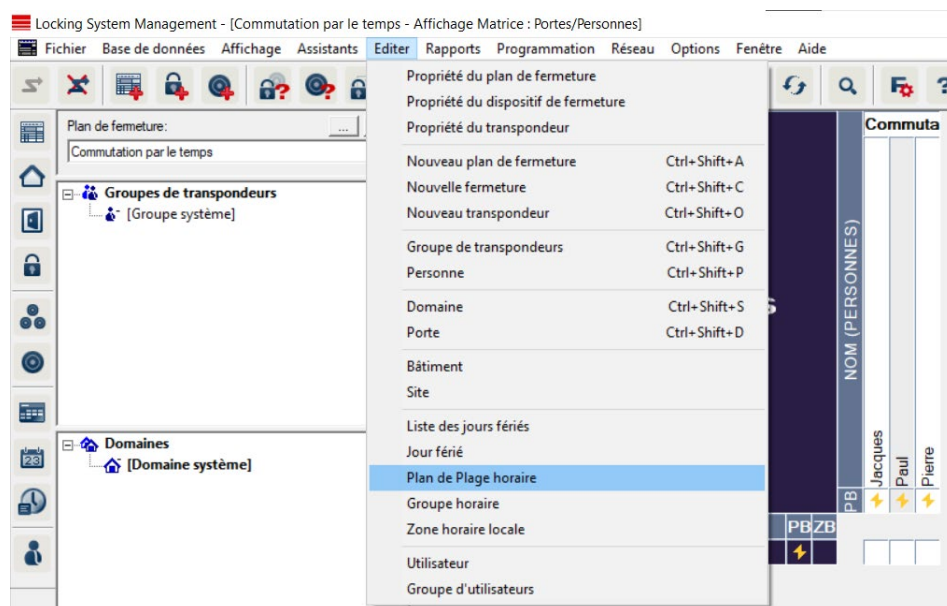 Locking System Management - [Commutation par le temps - Affichage Matrice : Portes/Personnes]
Fichier Base de données Affichage Assistants Editer Rapports Programmation Réseau Options Fenêtre Aide
Plan de fermeture:
...
Commutation par le temps
Groupes de transpondeurs
[Groupe système]
Domaines
[Domaine système]
23
Propriété du plan de fermeture
Propriété du dispositif de fermeture
Propriété du transpondeur
Nouveau plan de fermeture Ctrl+Shift+A
Nouvelle fermeture Ctrl+Shift+C
Nouveau transpondeur Ctrl+Shift+O
Groupe de transpondeurs Ctrl+Shift+G
Personne Ctrl+Shift+P
Domaine Ctrl+Shift+S
Porte Ctrl+Shift+D
Bâtiment
Site
Liste des jours fériés
Jour férié
Plan de Plage horaire
Groupe horaire
Zone horaire locale
Utilisateur
Groupe d'utilisateurs
Commuta
NOM (PERSONNES)
Jacques
Paul
Pierre
PB
PB ZB